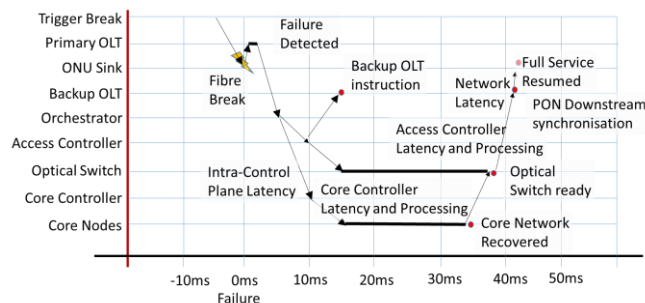 Trigger Break
Primary OLT
ONU Sink
Backup OLT
Orchestrator
Access Controller
Optical Switch
Core Controller
Core Nodes
Failure
Detected
Fibre
Break
Backup OLT
instruction
Full Service
Resumed
Network
Latency
PON Downstream
synchronisation
Access Controller
Latency and Processing
Intra-Control
Plane Latency
Core Controller
Latency and Processing
Optical
Switch ready
Core Network
Recovered
-10ms
0ms
10ms
20ms
30ms
40ms
50ms
Failure